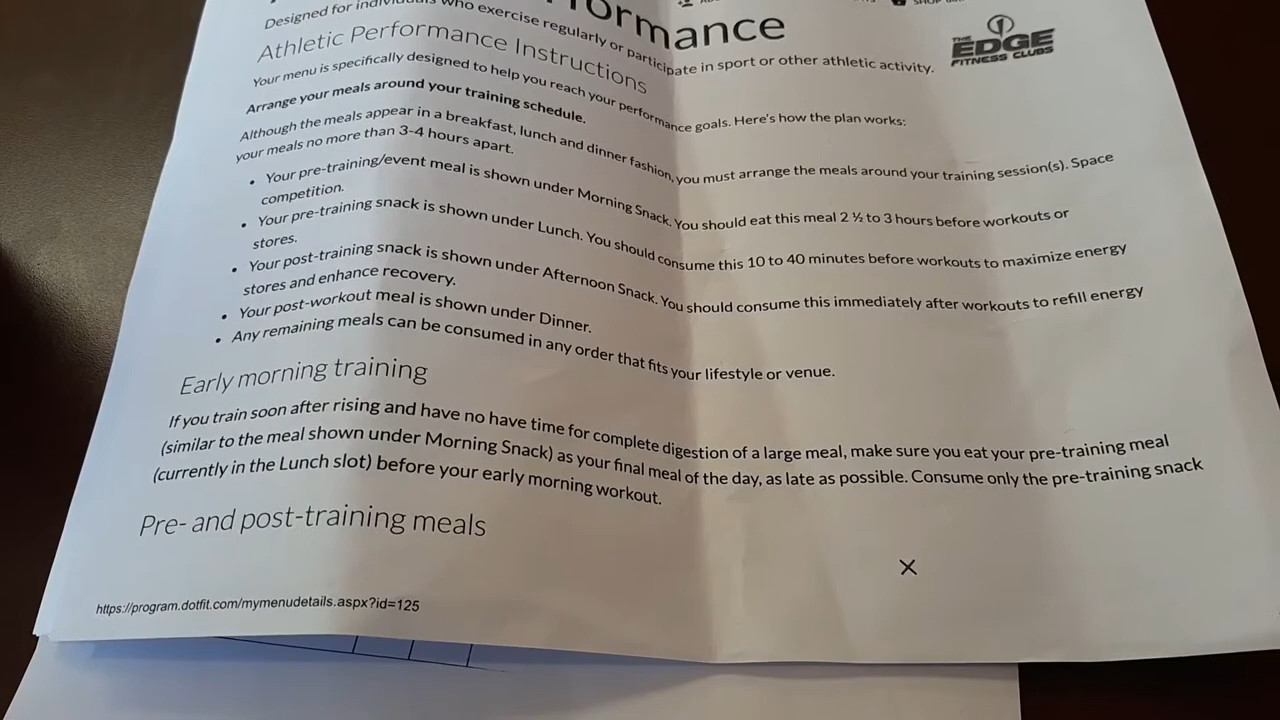 Performance
Designed for individuals who exercise regularly or participate in sport or other athletic activity.
THE
EDGE
FITNESS CLUBS
Athletic Performance Instructions
Your menu is specifically designed to help you reach your performance goals. Here's how the plan works:
Arrange your meals around your training schedule.
Although the meals appear in a breakfast, lunch and dinner fashion, you must arrange the meals around your training session(s). Space
your meals no more than 3-4 hours apart.
• Your pre-training/event meal is shown under Morning Snack. You should eat this meal 2 ½ to 3 hours before workouts or
competition.
• Your pre-training snack is shown under Lunch. You should consume this 10 to 40 minutes before workouts to maximize energy
stores.
• Your post-training snack is shown under Afternoon Snack. You should consume this immediately after workouts to refill energy
stores and enhance recovery.
• Your post-workout meal is shown under Dinner.
• Any remaining meals can be consumed in any order that fits your lifestyle or venue.
Early morning training
If you train soon after rising and have no have time for complete digestion of a large meal, make sure you eat your pre-training meal
(similar to the meal shown under Morning Snack) as your final meal of the day, as late as possible. Consume only the pre-training snack
(currently in the Lunch slot) before your early morning workout.
Pre- and post-training meals
×
https://program.dotfit.com/mymenudetails.aspx?id=125